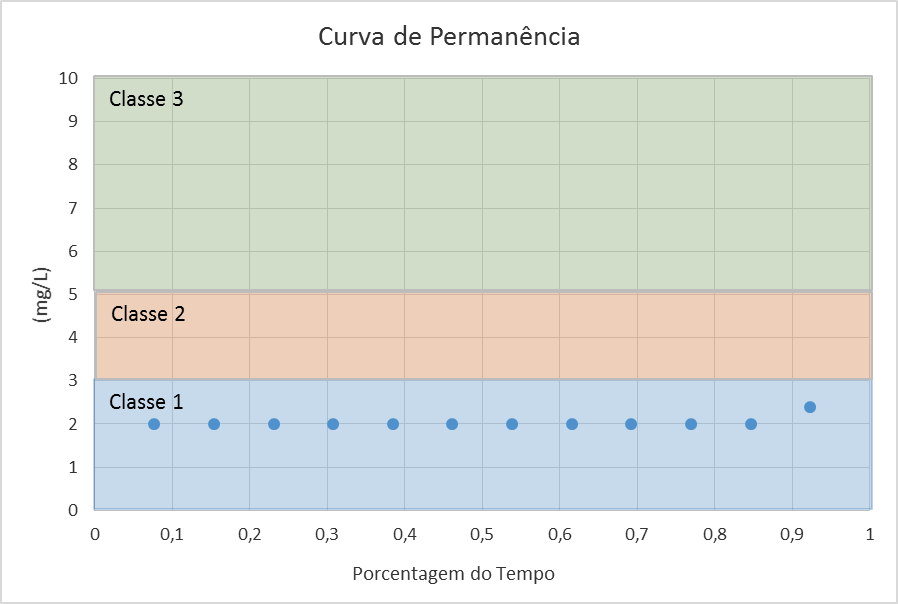 Curva de Permanência
10
Classe 3
9
8
7
6
(mg/L)
5
Classe 2
4
3
Classe 1
2
1
0
0 0,1 0,2 0,3 0,4 0,5 0,6 0,7 0,8 0,9 1
Porcentagem do Tempo